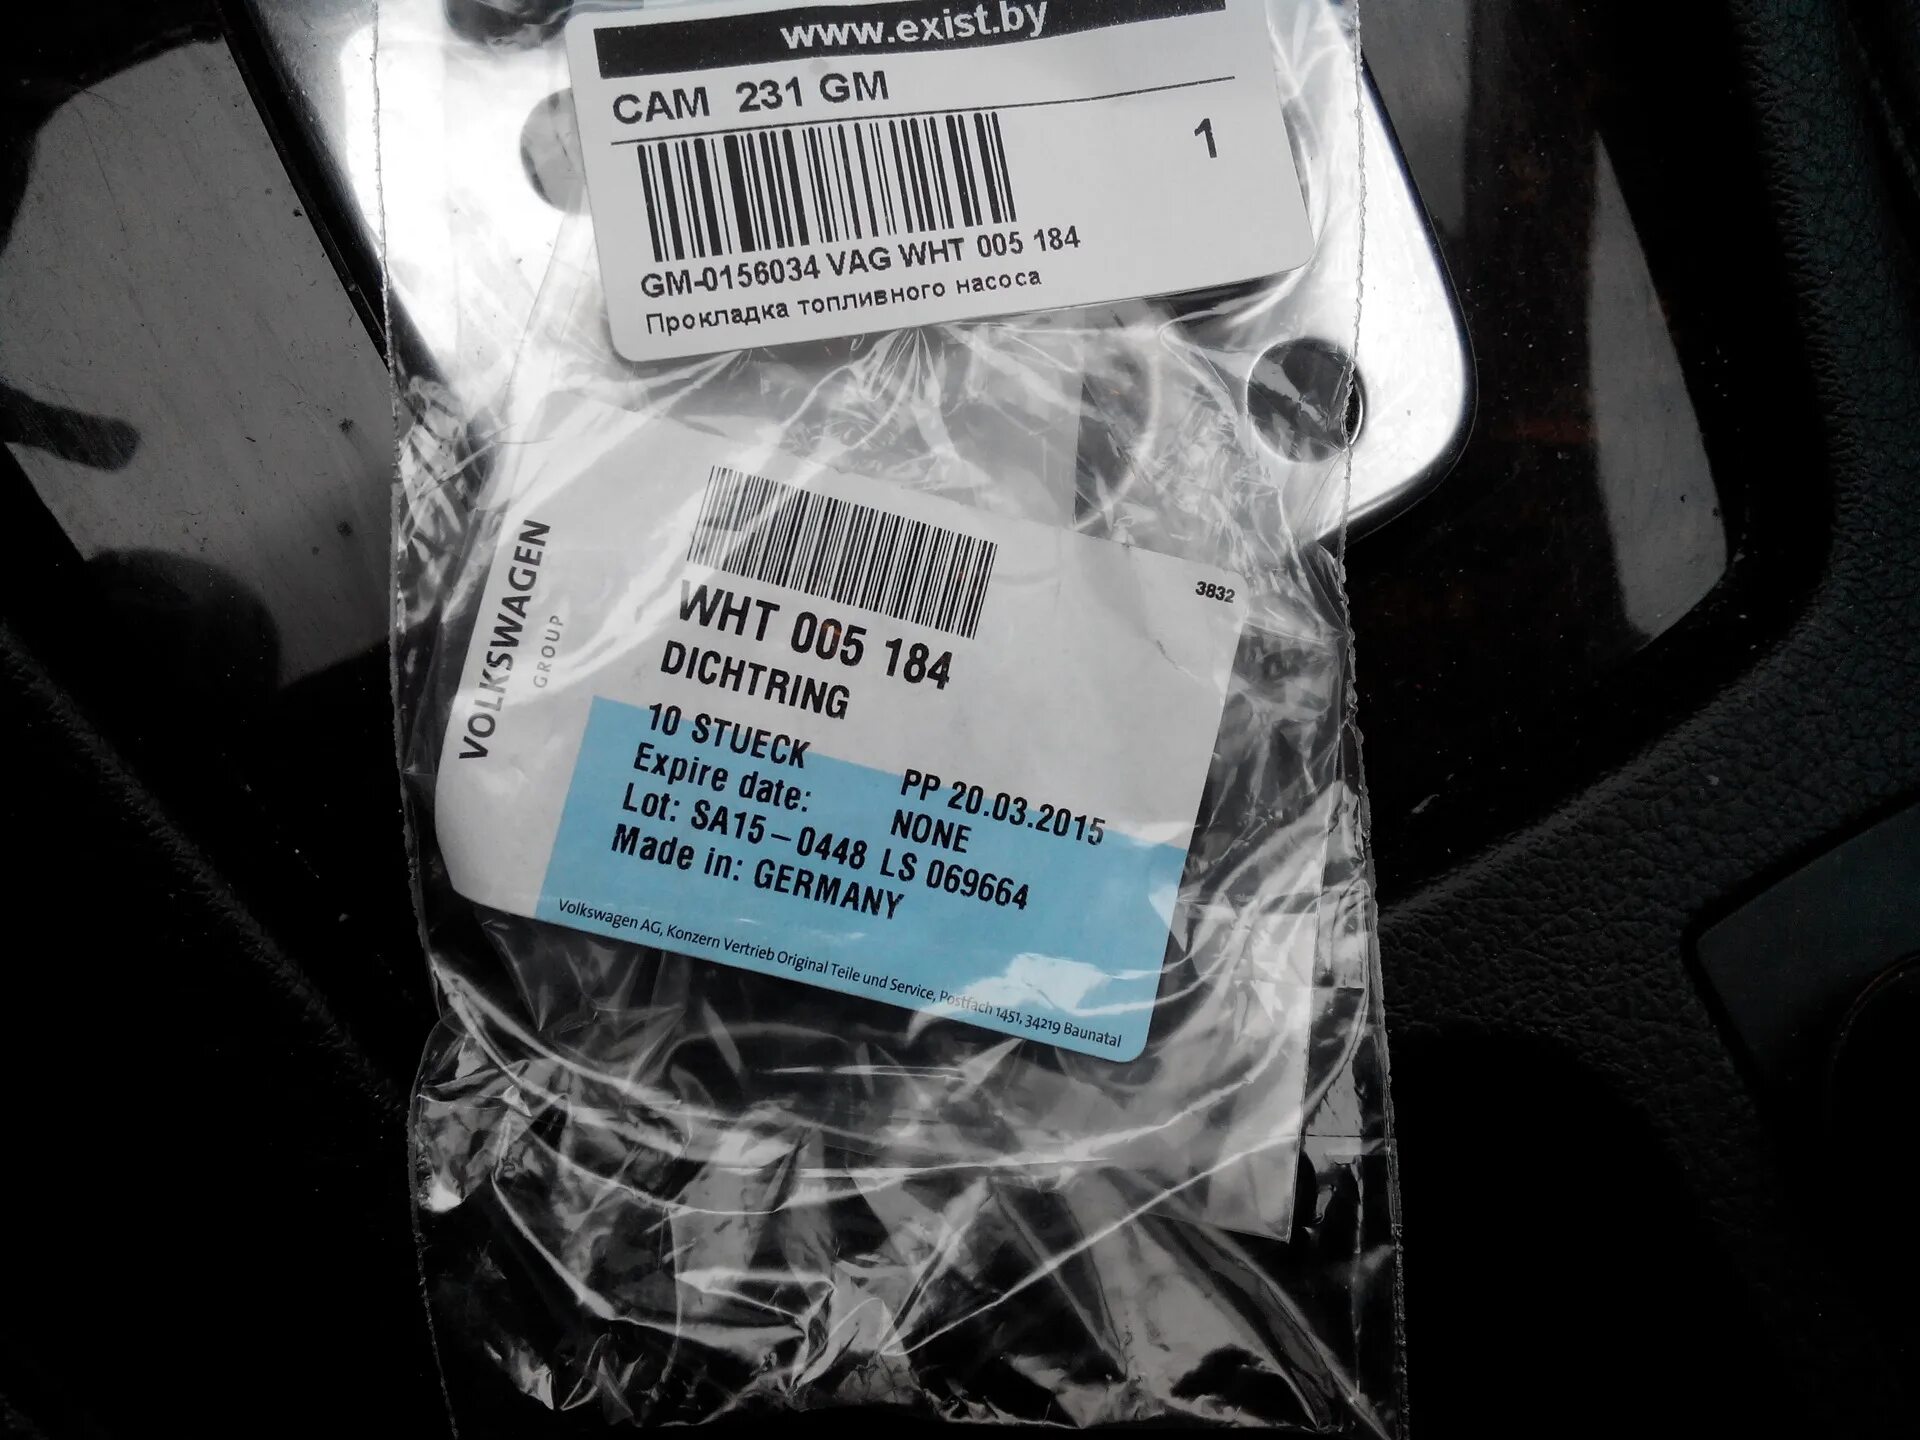 www.exist.by
САМ 231 GM
1
GM-0156034 VAG WHT 005 184
Прокладка топливного насоса
VOLKSWAGEN
GROUP
3832
WHT 005 184
DICHTRING
10 STUECK PP 20.03.2015
Expire date: NONE
Lot: SA15-0448 LS 069664
Made in: GERMANY
Volkswagen AG, Konzern Vertrieb Original Teile und Service, Postfach 1451, 34219 Baunatal